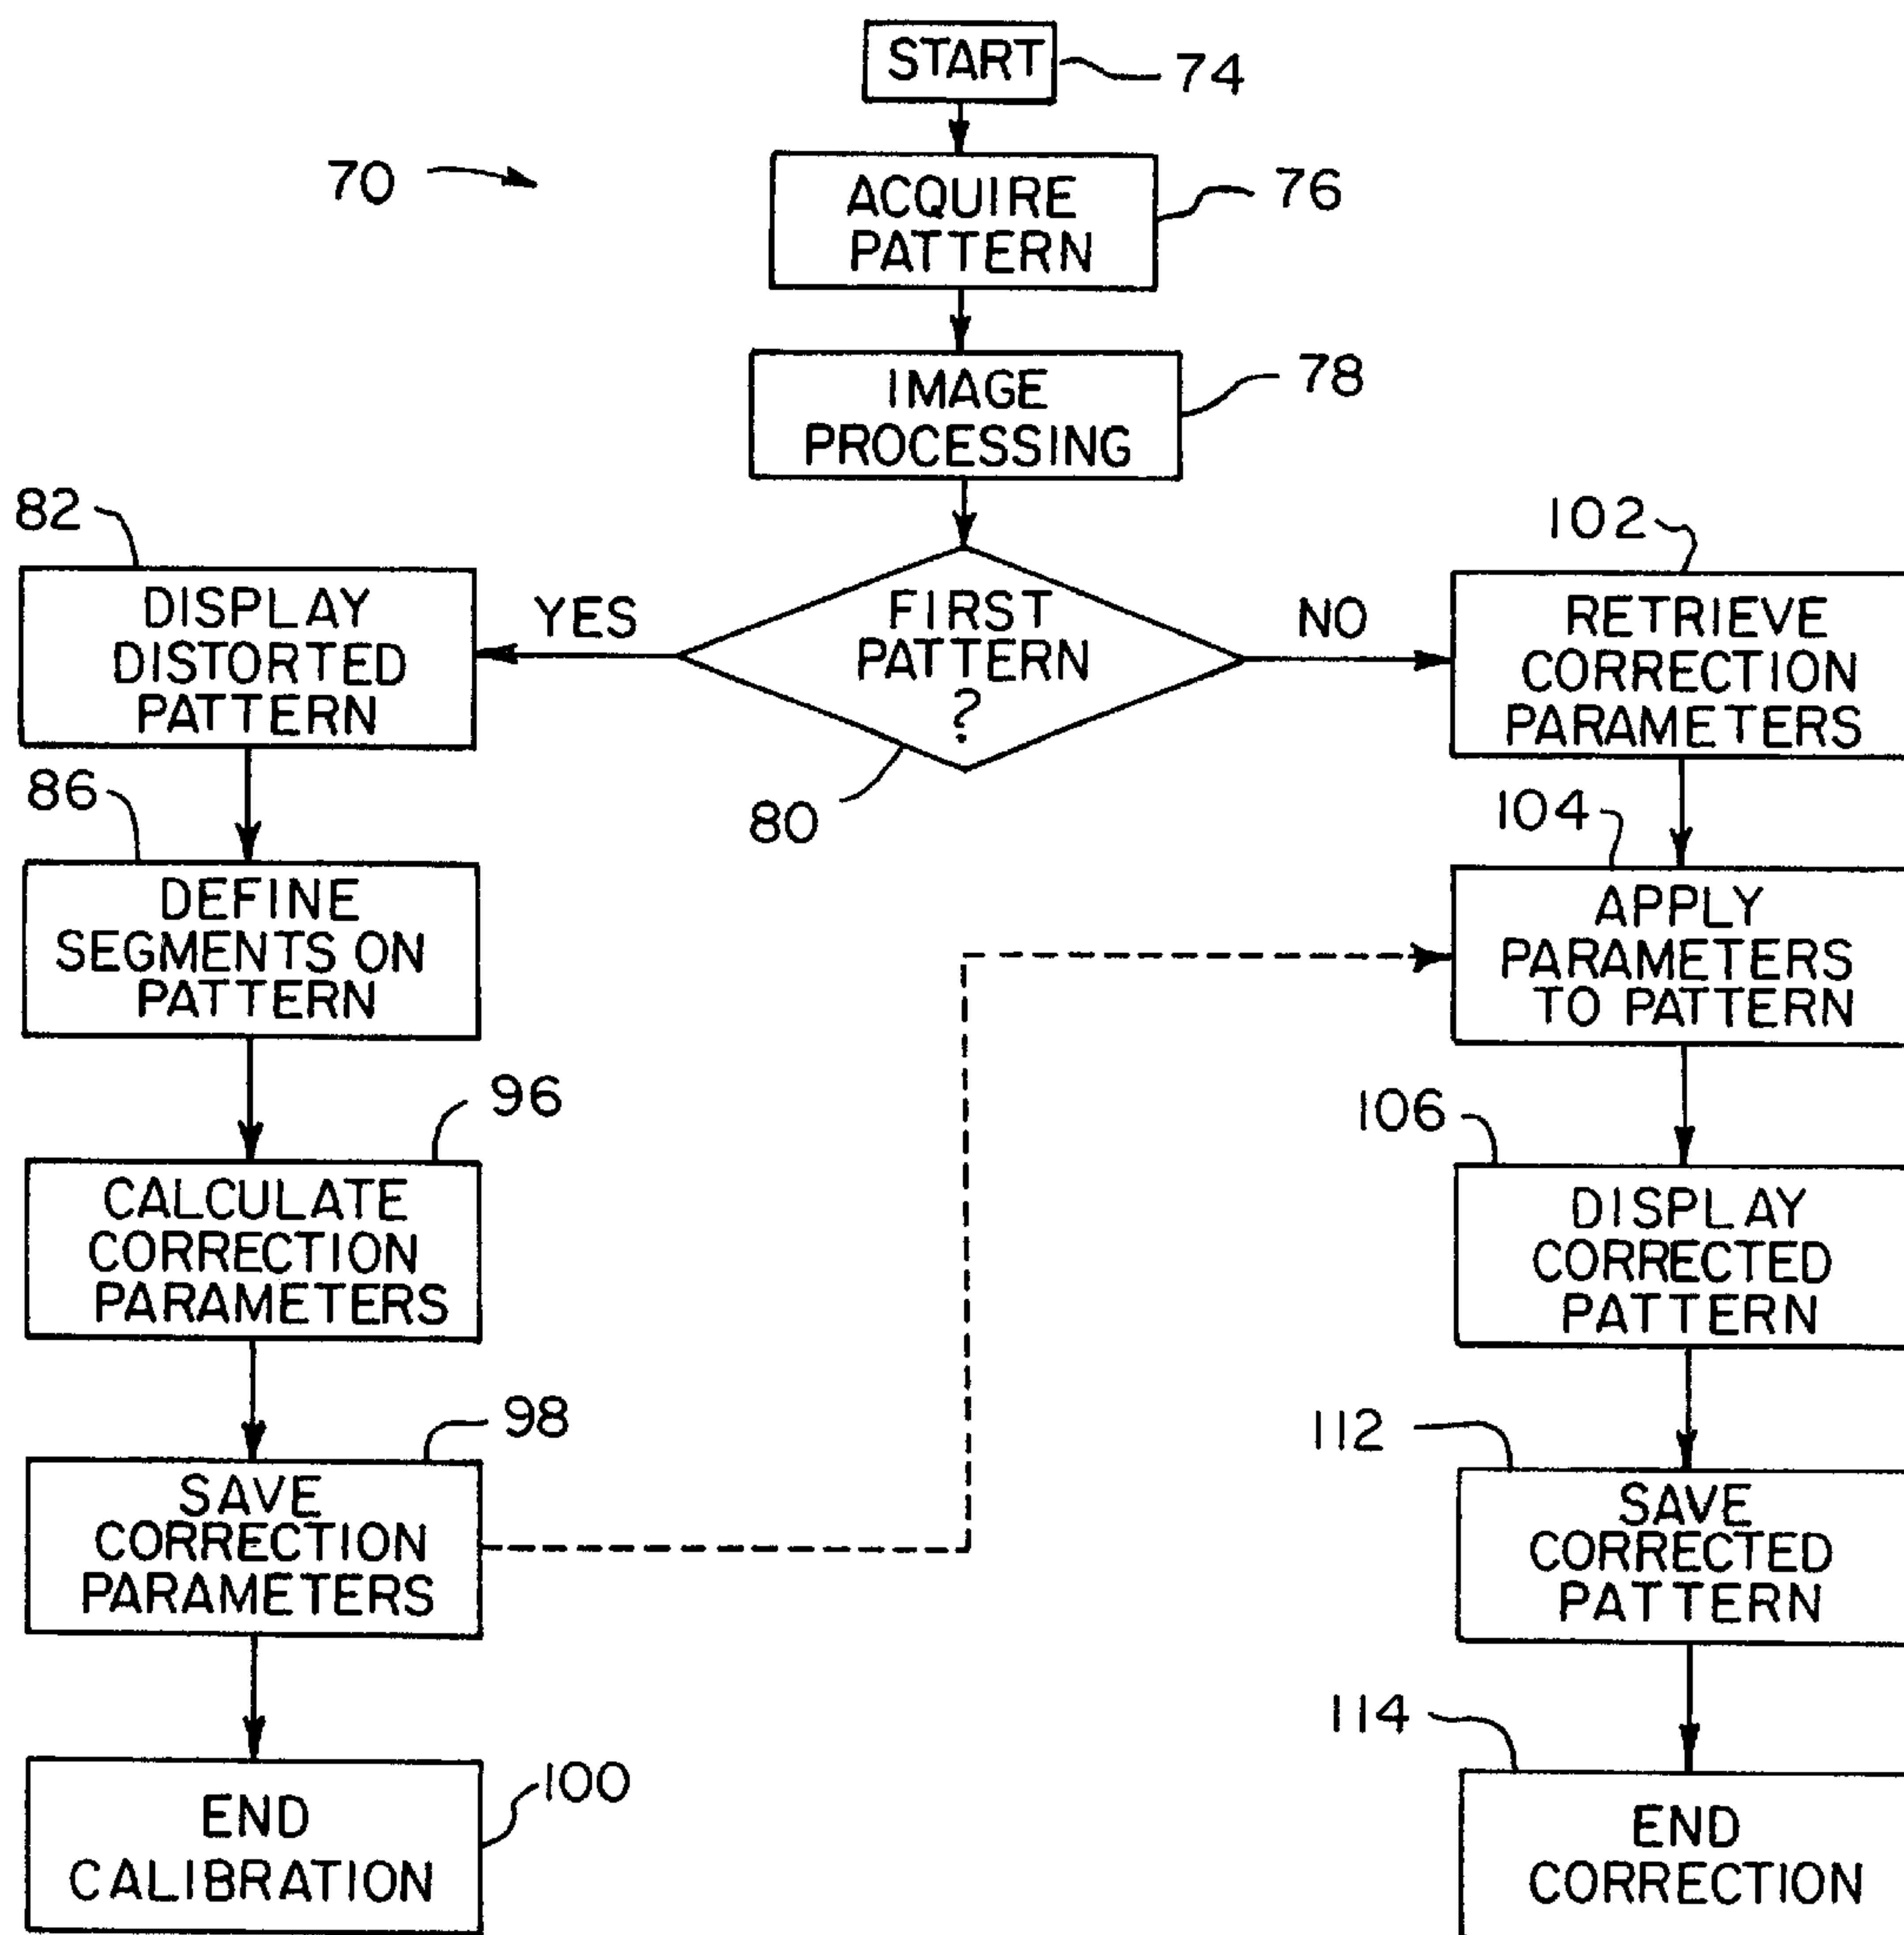 START
74
70
ACQUIRE
PATTERN
76
IMAGE
PROCESSING
78
FIRST
PATTERN
?
80
YES
NO
82
DISPLAY
DISTORTED
PATTERN
86
DEFINE
SEGMENTS ON
PATTERN
96
CALCULATE
CORRECTION
PARAMETERS
98
SAVE
CORRECTION
PARAMETERS
100
END
CALIBRATION
102
RETRIEVE
CORRECTION
PARAMETERS
104
APPLY
PARAMETERS
TO PATTERN
106
DISPLAY
CORRECTED
PATTERN
112
SAVE
CORRECTED
PATTERN
114
END
CORRECTION